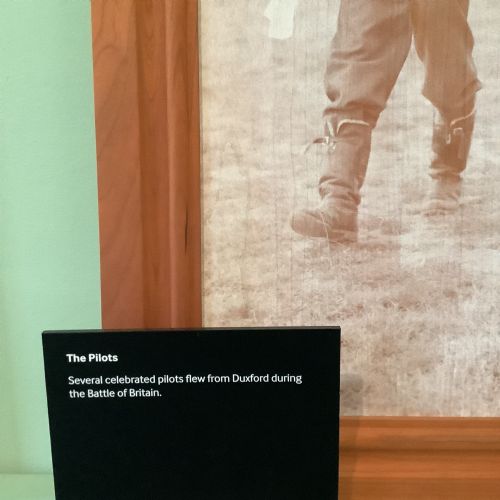 The Pilots
Several celebrated pilots flew from Duxford during
the Battle of Britain.